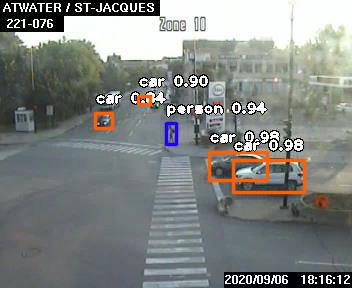 ATWATER / ST-JACQUES
221-076
Zone 10
car 0.90
car 0.94
person 0.94
car 0.98
car 0.98
2020/09/06 18:16:12